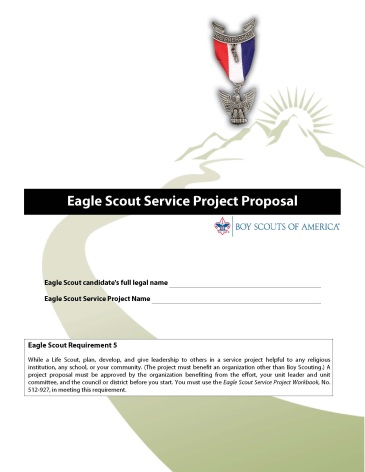 Eagle Scout Service Project Proposal
BOY SCOUTS OF AMERICA®
Eagle Scout candidate's full legal name
Eagle Scout Service Project Name
Eagle Scout Requirement 5
While a Life Scout, plan, develop, and give leadership to others in a service project helpful to any religious
institution, any school, or your community. (The project must benefit an organization other than Boy Scouting.) A
project proposal must be approved by the organization benefiting from the effort, your unit leader and unit
committee, and the council or district before you start. You must use the Eagle Scout Service Project Workbook, No.
512-927, in meeting this requirement.